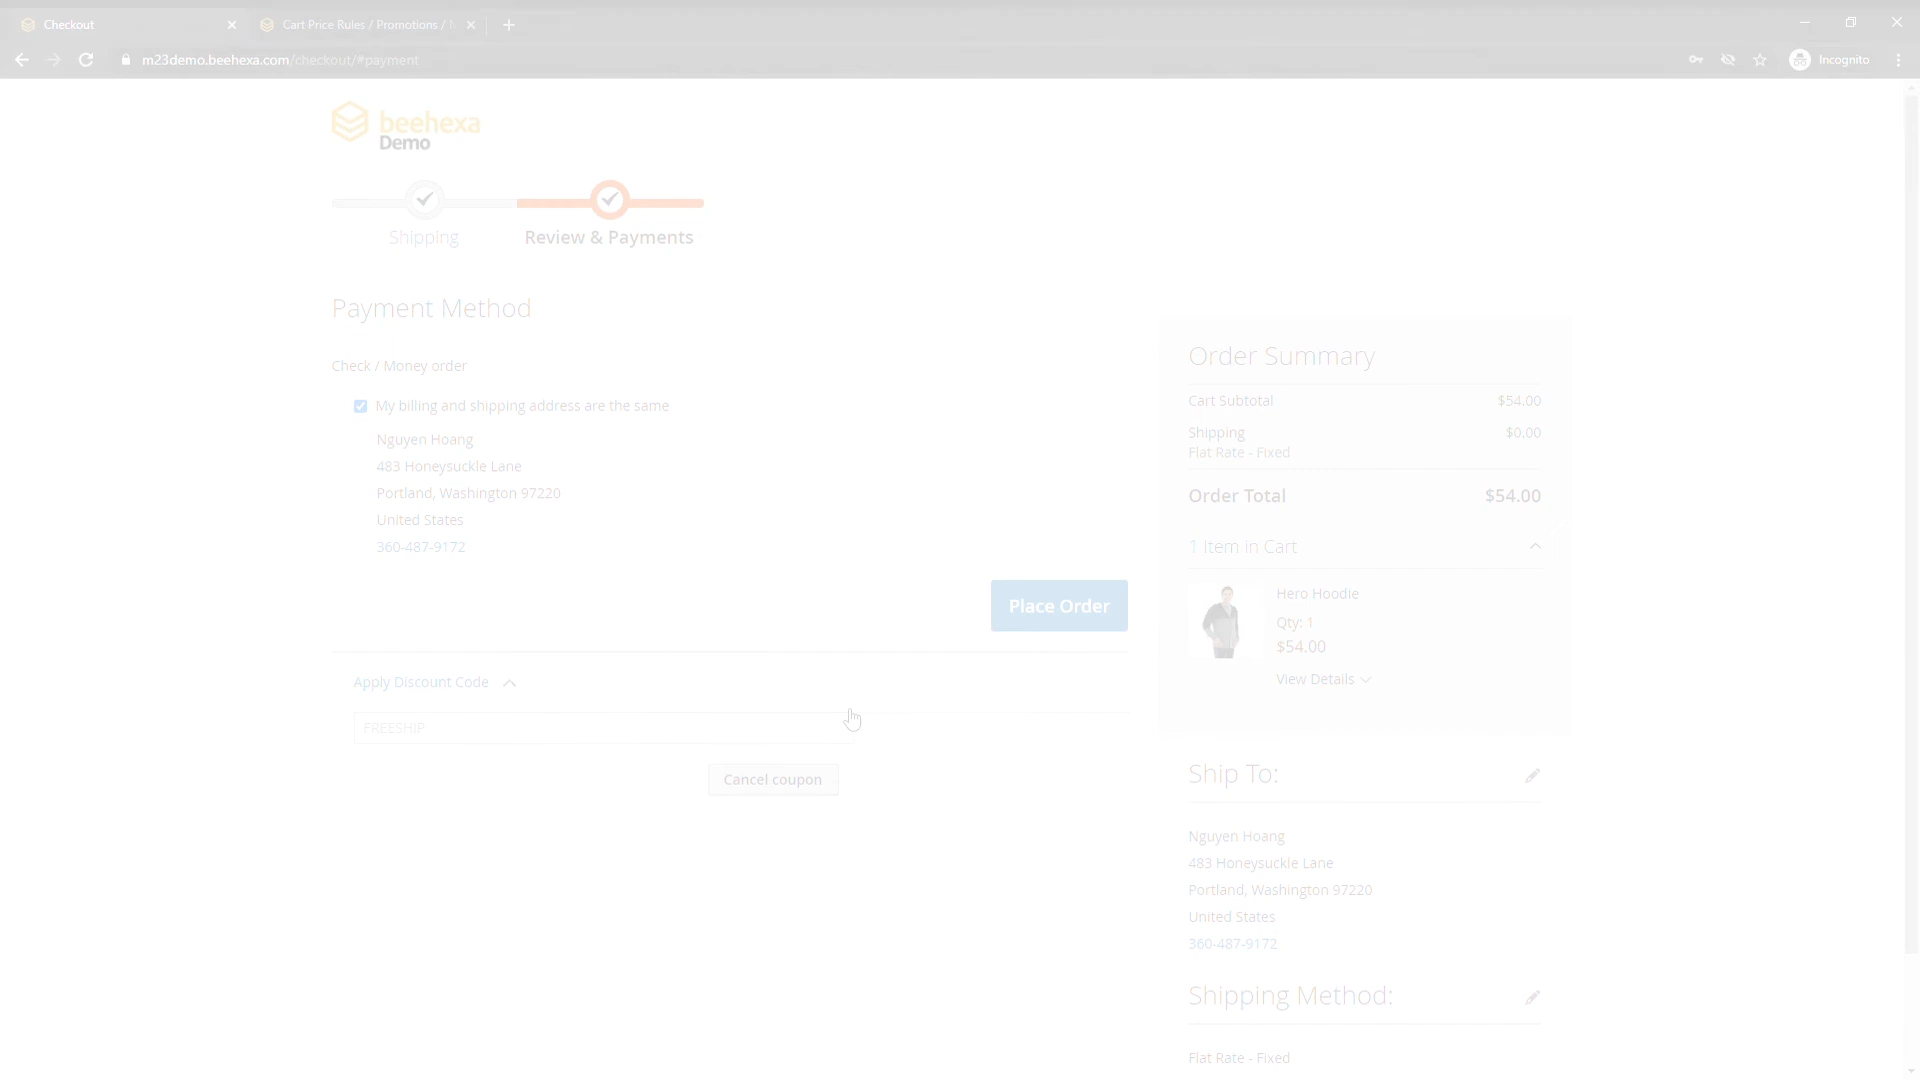 Checkout
Cart Price Rules / Promotions /
m23demo.beehexa.com/checkout/#payment
Incognito
beehexa
Demo
Shipping
Review & Payments
Payment Method
Check / Money order
My billing and shipping address are the same
Nguyen Hoang
483 Honeysuckle Lane
Portland, Washington 97220
United States
360-487-9172
Place Order
Apply Discount Code
FREESHIP
Cancel coupon
Order Summary
Cart Subtotal $54.00
Shipping $0.00
Flat Rate - Fixed
Order Total $54.00
1 Item in Cart
Hero Hoodie
Qty: 1
$54.00
View Details
Ship To:
Nguyen Hoang
483 Honeysuckle Lane
Portland, Washington 97220
United States
360-487-9172
Shipping Method:
Flat Rate - Fixed